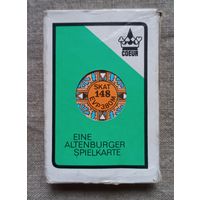 COEUR
SKAT
148
EINE
ALTENBURGER
SPIELKARTE